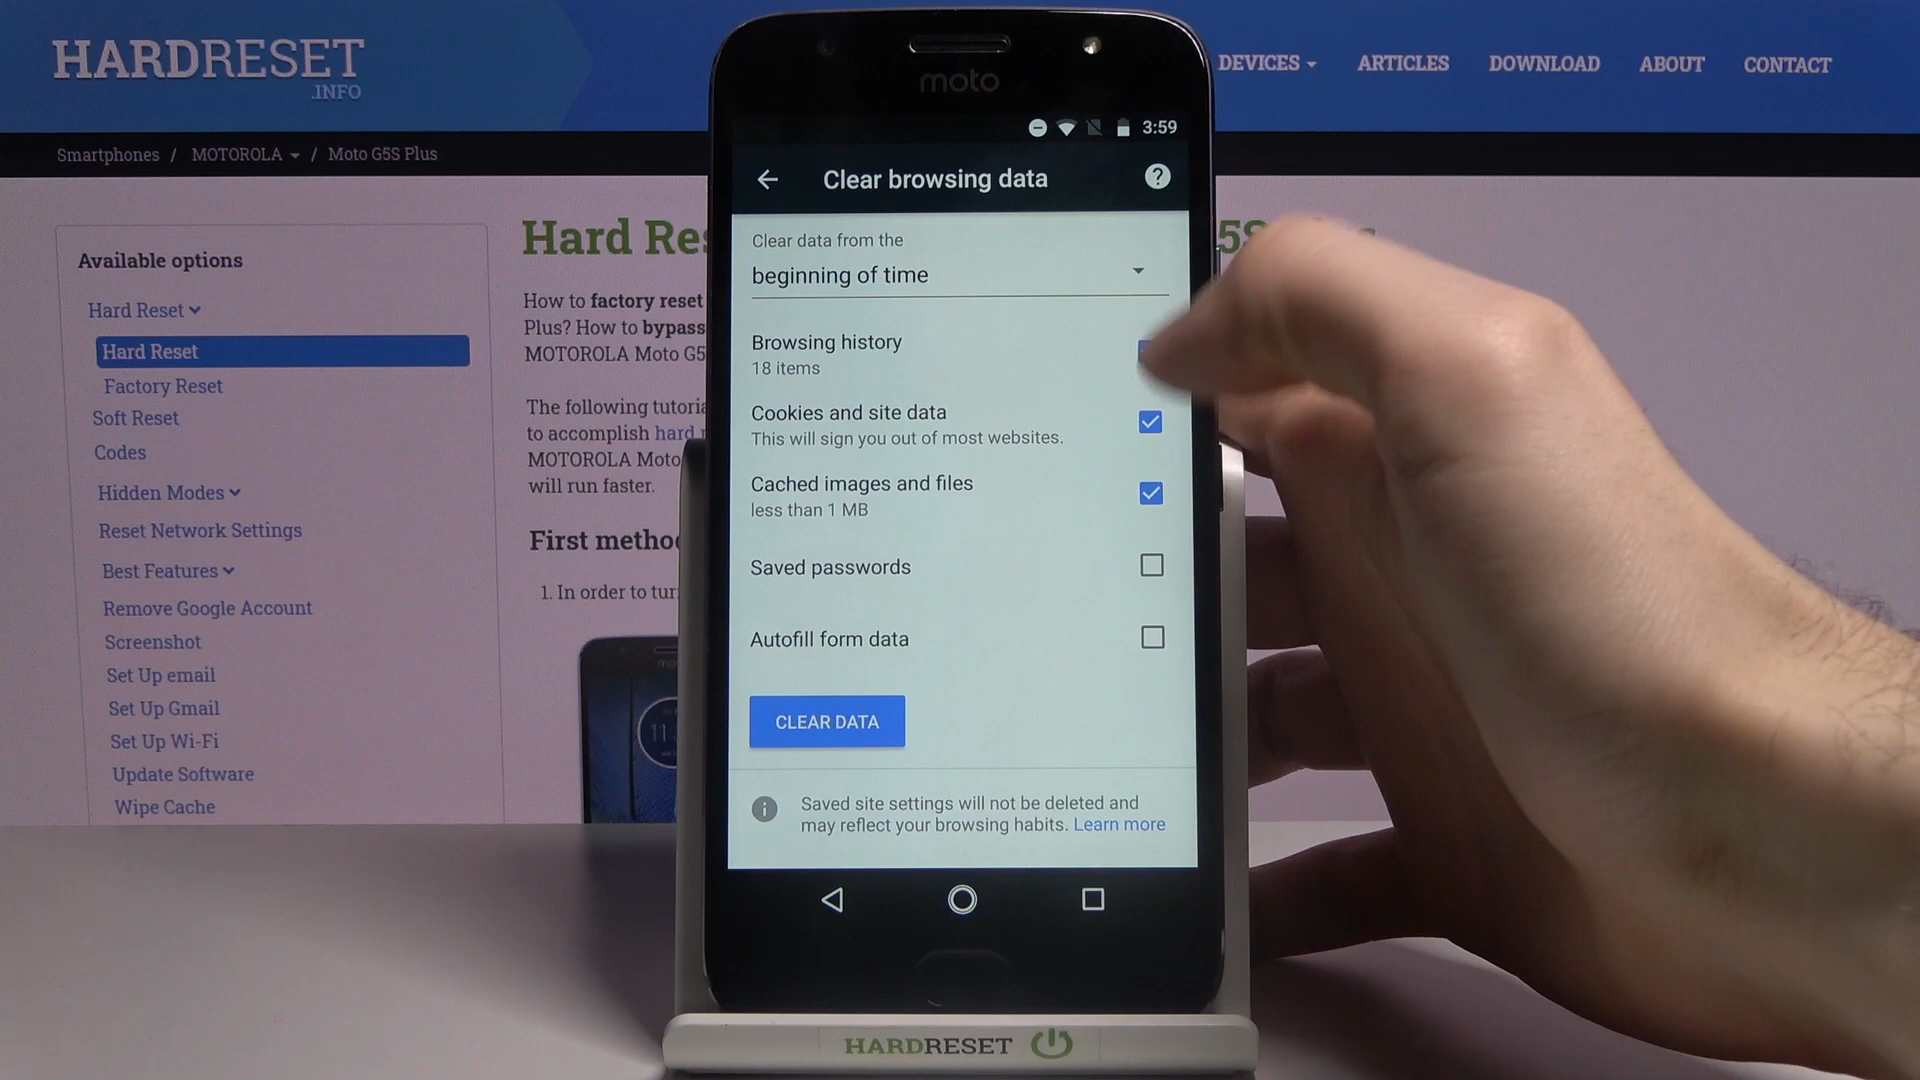 HARDRESET
.INFO
DEVICES
ARTICLES
DOWNLOAD
ABOUT
CONTACT
Smartphones / MOTOROLA / Moto G5S Plus
Available options
Hard Reset
Hard Reset
Factory Reset
Soft Reset
Codes
Hidden Modes
Reset Network Settings
Best Features
Remove Google Account
Screenshot
Set Up email
Set Up Gmail
Set Up Wi-Fi
Update Software
Wipe Cache
Hard Res
How to factory reset
Plus? How to bypass
MOTOROLA Moto G5
The following tutoria
to accomplish hard
MOTOROLA Moto
will run faster.
First metho
1. In order to tur
moto
3:59
Clear browsing data
Clear data from the
beginning of time
Browsing history
18 items
Cookies and site data
This will sign you out of most websites.
Cached images and files
less than 1 MB
Saved passwords
Autofill form data
CLEAR DATA
Saved site settings will not be deleted and
may reflect your browsing habits. Learn more
HARDRESET